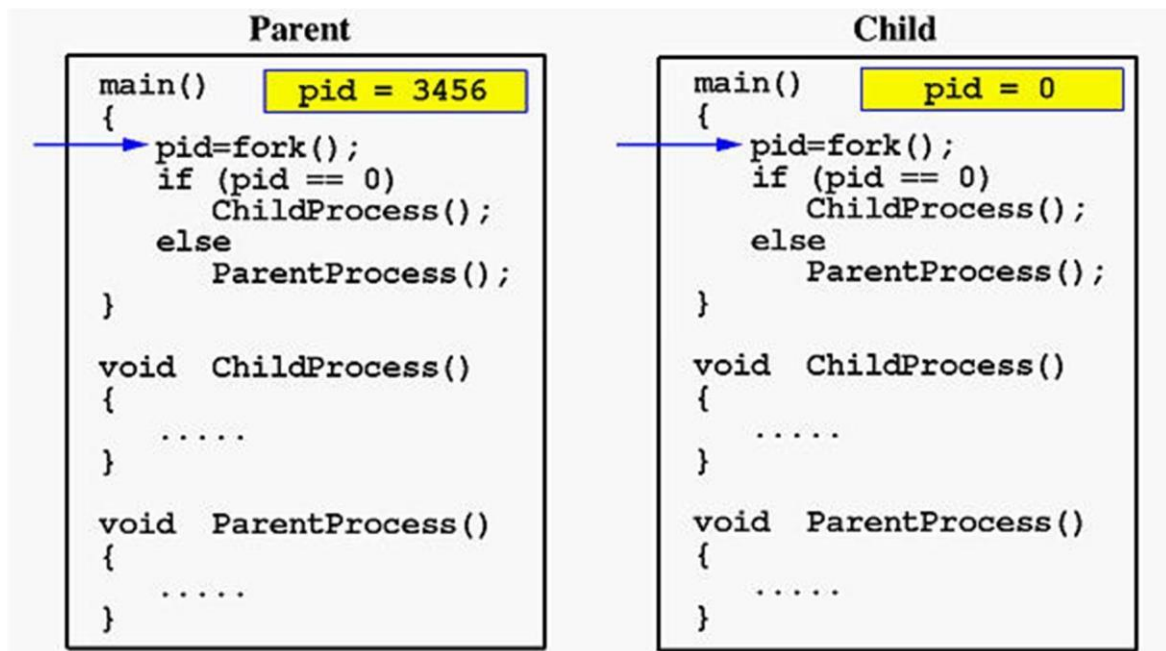 Parent
main()
pid = 3456
{
pid=fork();
if (pid == 0)
ChildProcess();
else
ParentProcess();
}
void ChildProcess()
{
.....
}
void ParentProcess()
{
.....
}
Child
main()
pid = 0
{
pid=fork();
if (pid == 0)
ChildProcess();
else
ParentProcess();
}
void ChildProcess()
{
.....
}
void ParentProcess()
{
.....
}